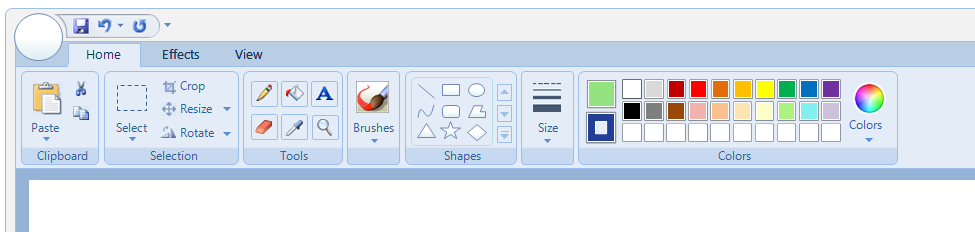 Home Effects View
Crop
Resize
Rotate
Paste Select Brushes Size Colors
Clipboard Selection Tools Shapes Colors